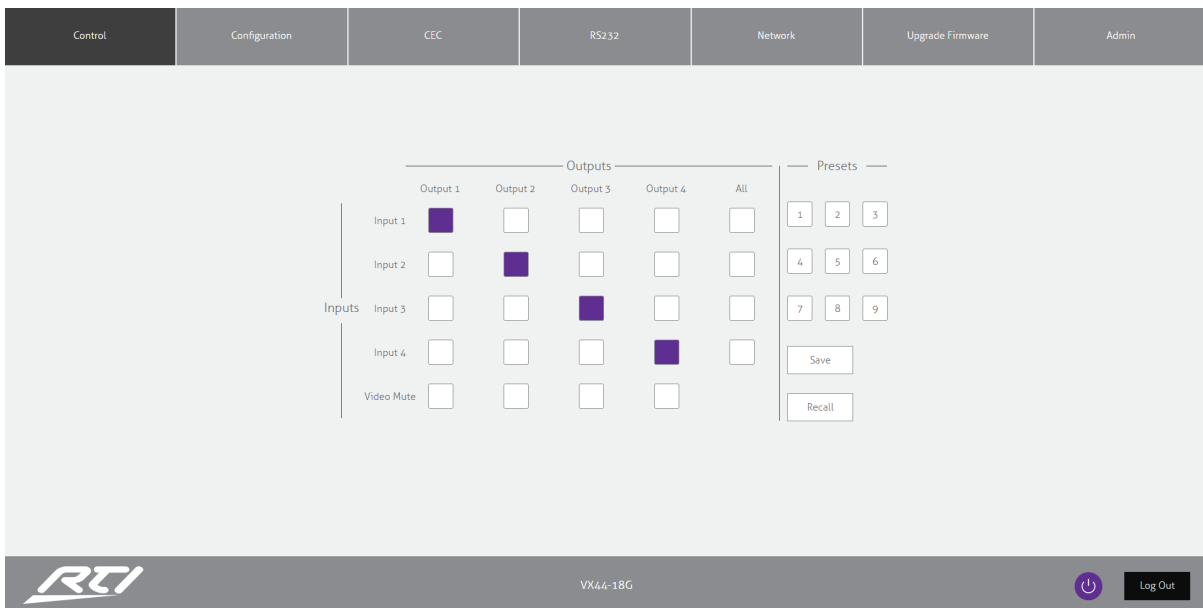 Control Configuration CEC RS232 Network Upgrade Firmware Admin
Outputs Presets
Output 1 Output 2 Output 3 Output 4 All
Input 1 1 2 3
Input 2 4 5 6
Inputs Input 3 7 8 9
Input 4 Save
Video Mute Recall
RTI VX44-18G Log Out